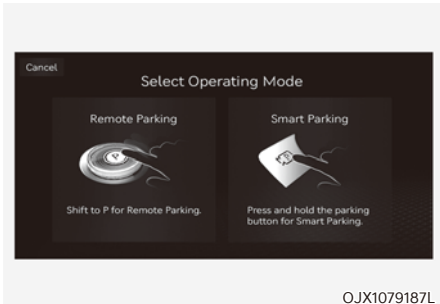 Cancel
Select Operating Mode
Remote Parking
P
Shift to P for Remote Parking.
Smart Parking
P
Press and hold the parking
button for Smart Parking.
OJX1079187L